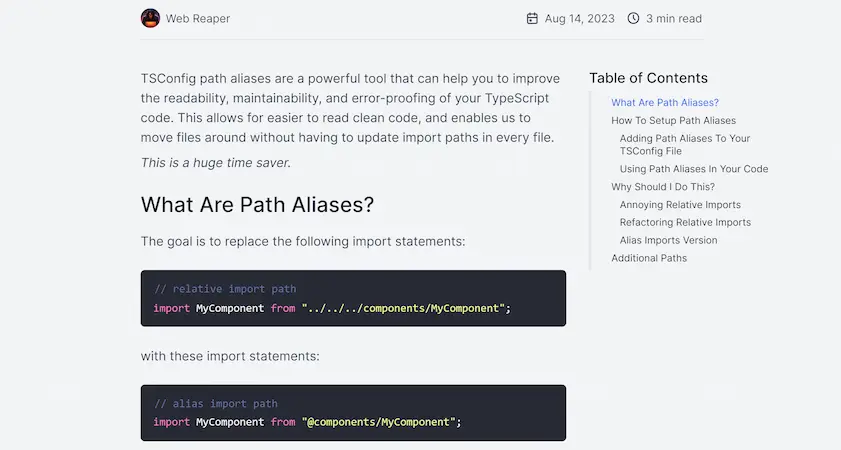 Web Reaper
Aug 14, 2023
3 min read
TSConfig path aliases are a powerful tool that can help you to improve
the readability, maintainability, and error-proofing of your TypeScript
code. This allows for easier to read clean code, and enables us to
move files around without having to update import paths in every file.
This is a huge time saver.
What Are Path Aliases?
The goal is to replace the following import statements:
// relative import path
import MyComponent from "../../../components/MyComponent";
with these import statements:
// alias import path
import MyComponent from "@components/MyComponent";
Table of Contents
What Are Path Aliases?
How To Setup Path Aliases
Adding Path Aliases To Your
TSConfig File
Using Path Aliases In Your Code
Why Should I Do This?
Annoying Relative Imports
Refactoring Relative Imports
Alias Imports Version
Additional Paths